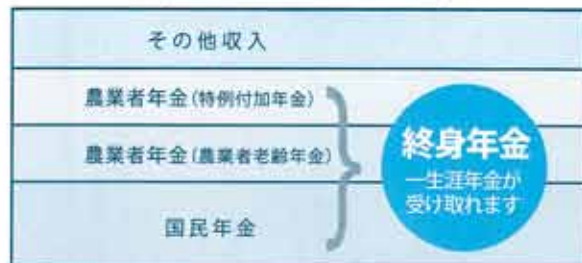 その他収入
農業者年金(特例付加年金)
農業者年金(農業者老齢年金)
国民年金
終身年金
一生涯年金が
受け取れます